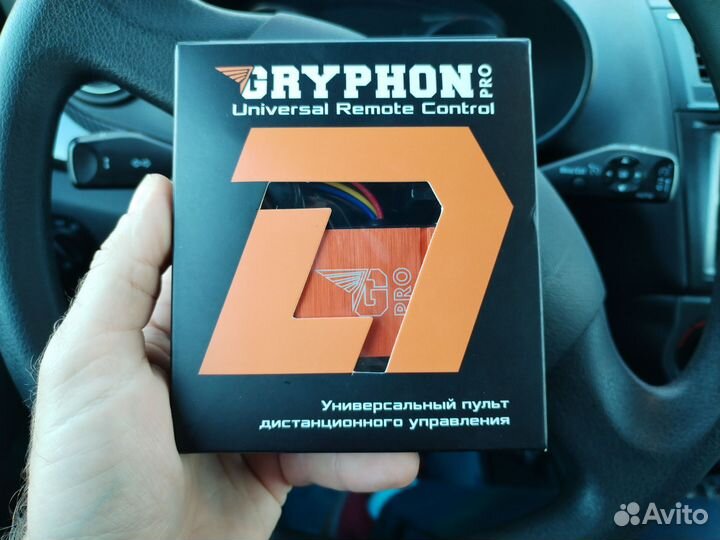 GRYPHON PRO
Universal Remote Control
G PRO
Универсальный пульт
дистанционного управления
Avito